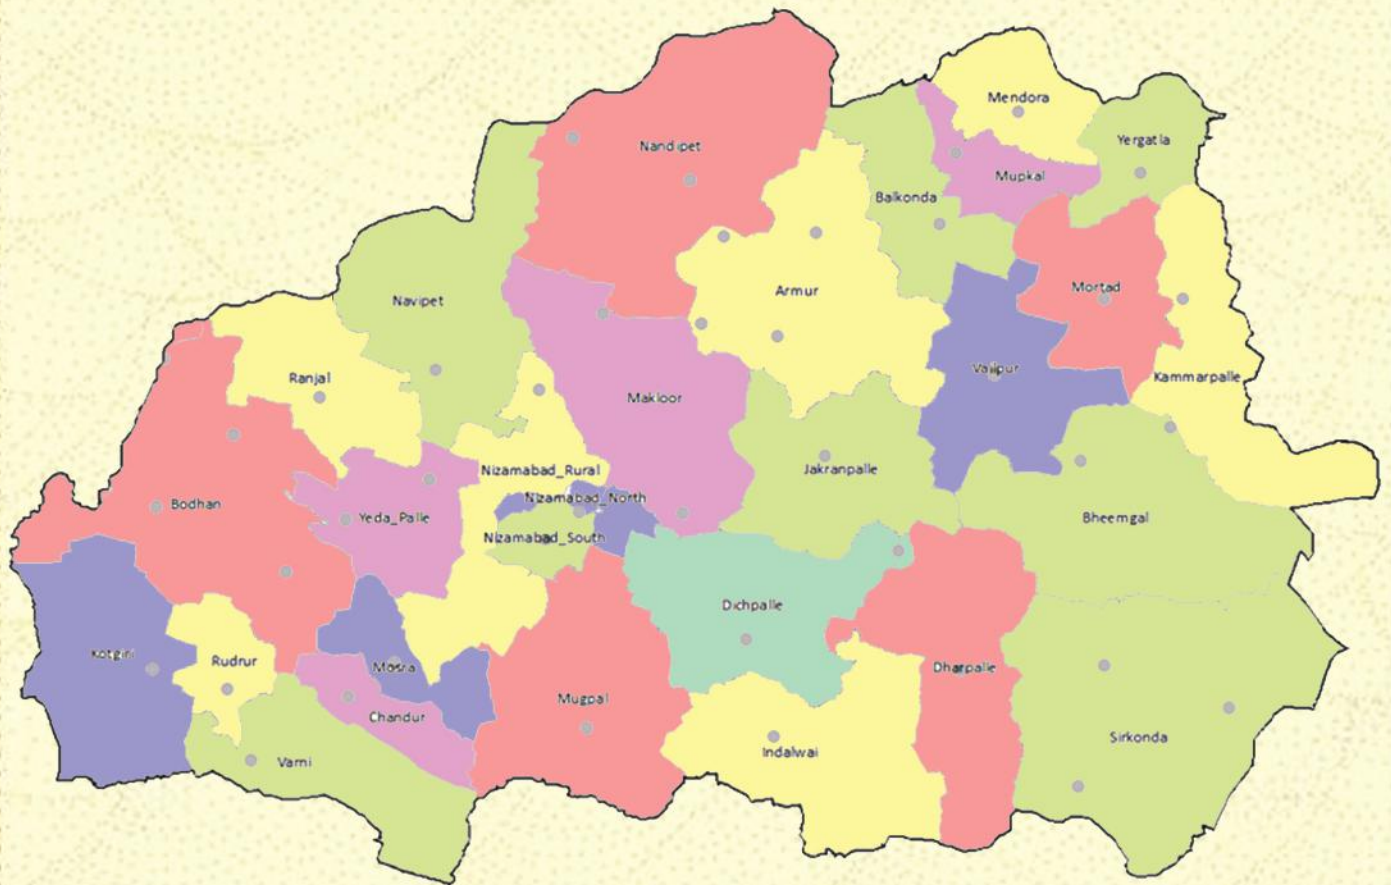 Mendora
Yergatla
Nandipet
Mupkal
Balkonda
Mortad
Armur
Navipet
Vailpur
Kammarpalle
Ranjal
Makloor
Jakranpalle
Nizamabad_Rural
Nizamabad_North
Bodhan
Yeda_Palle
Bheemgal
Nizamabad_South
Dichpalle
Kotgiri
Rudrur
Mosra
Dharpalle
Mugpal
Chandur
Sirkonda
Indalwai
Varni